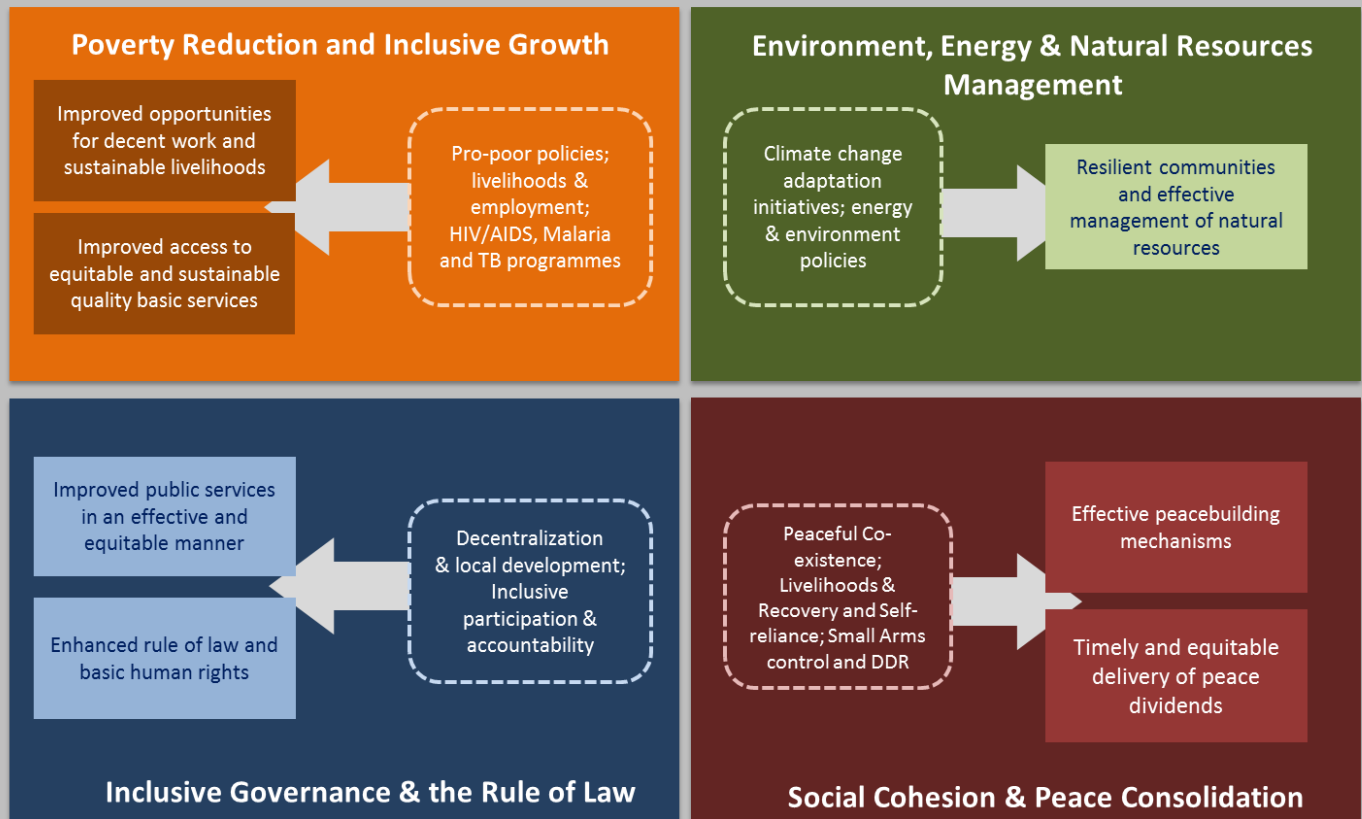 Poverty Reduction and Inclusive Growth
Improved opportunities
for decent work and
sustainable livelihoods
Improved access to
equitable and sustainable
quality basic services
Pro-poor policies;
livelihoods &
employment;
HIV/AIDS, Malaria
and TB programmes
Environment, Energy & Natural Resources
Management
Climate change
adaptation
initiatives; energy
& environment
policies
Resilient communities
and effective
management of natural
resources
Improved public services
in an effective and
equitable manner
Enhanced rule of law and
basic human rights
Decentralization
& local development;
Inclusive
participation &
accountability
Inclusive Governance & the Rule of Law
Peaceful Co-
existence;
Livelihoods &
Recovery and Self-
reliance; Small Arms
control and DDR
Effective peacebuilding
mechanisms
Timely and equitable
delivery of peace
dividends
Social Cohesion & Peace Consolidation